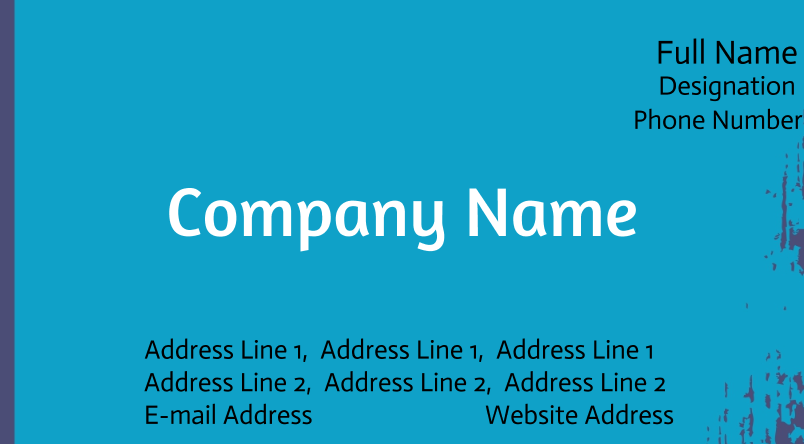 Full Name
Designation
Phone Number
Company Name
Address Line 1,  Address Line 1,  Address Line 1
Address Line 2,  Address Line 2,  Address Line 2
E-mail Address Website Address